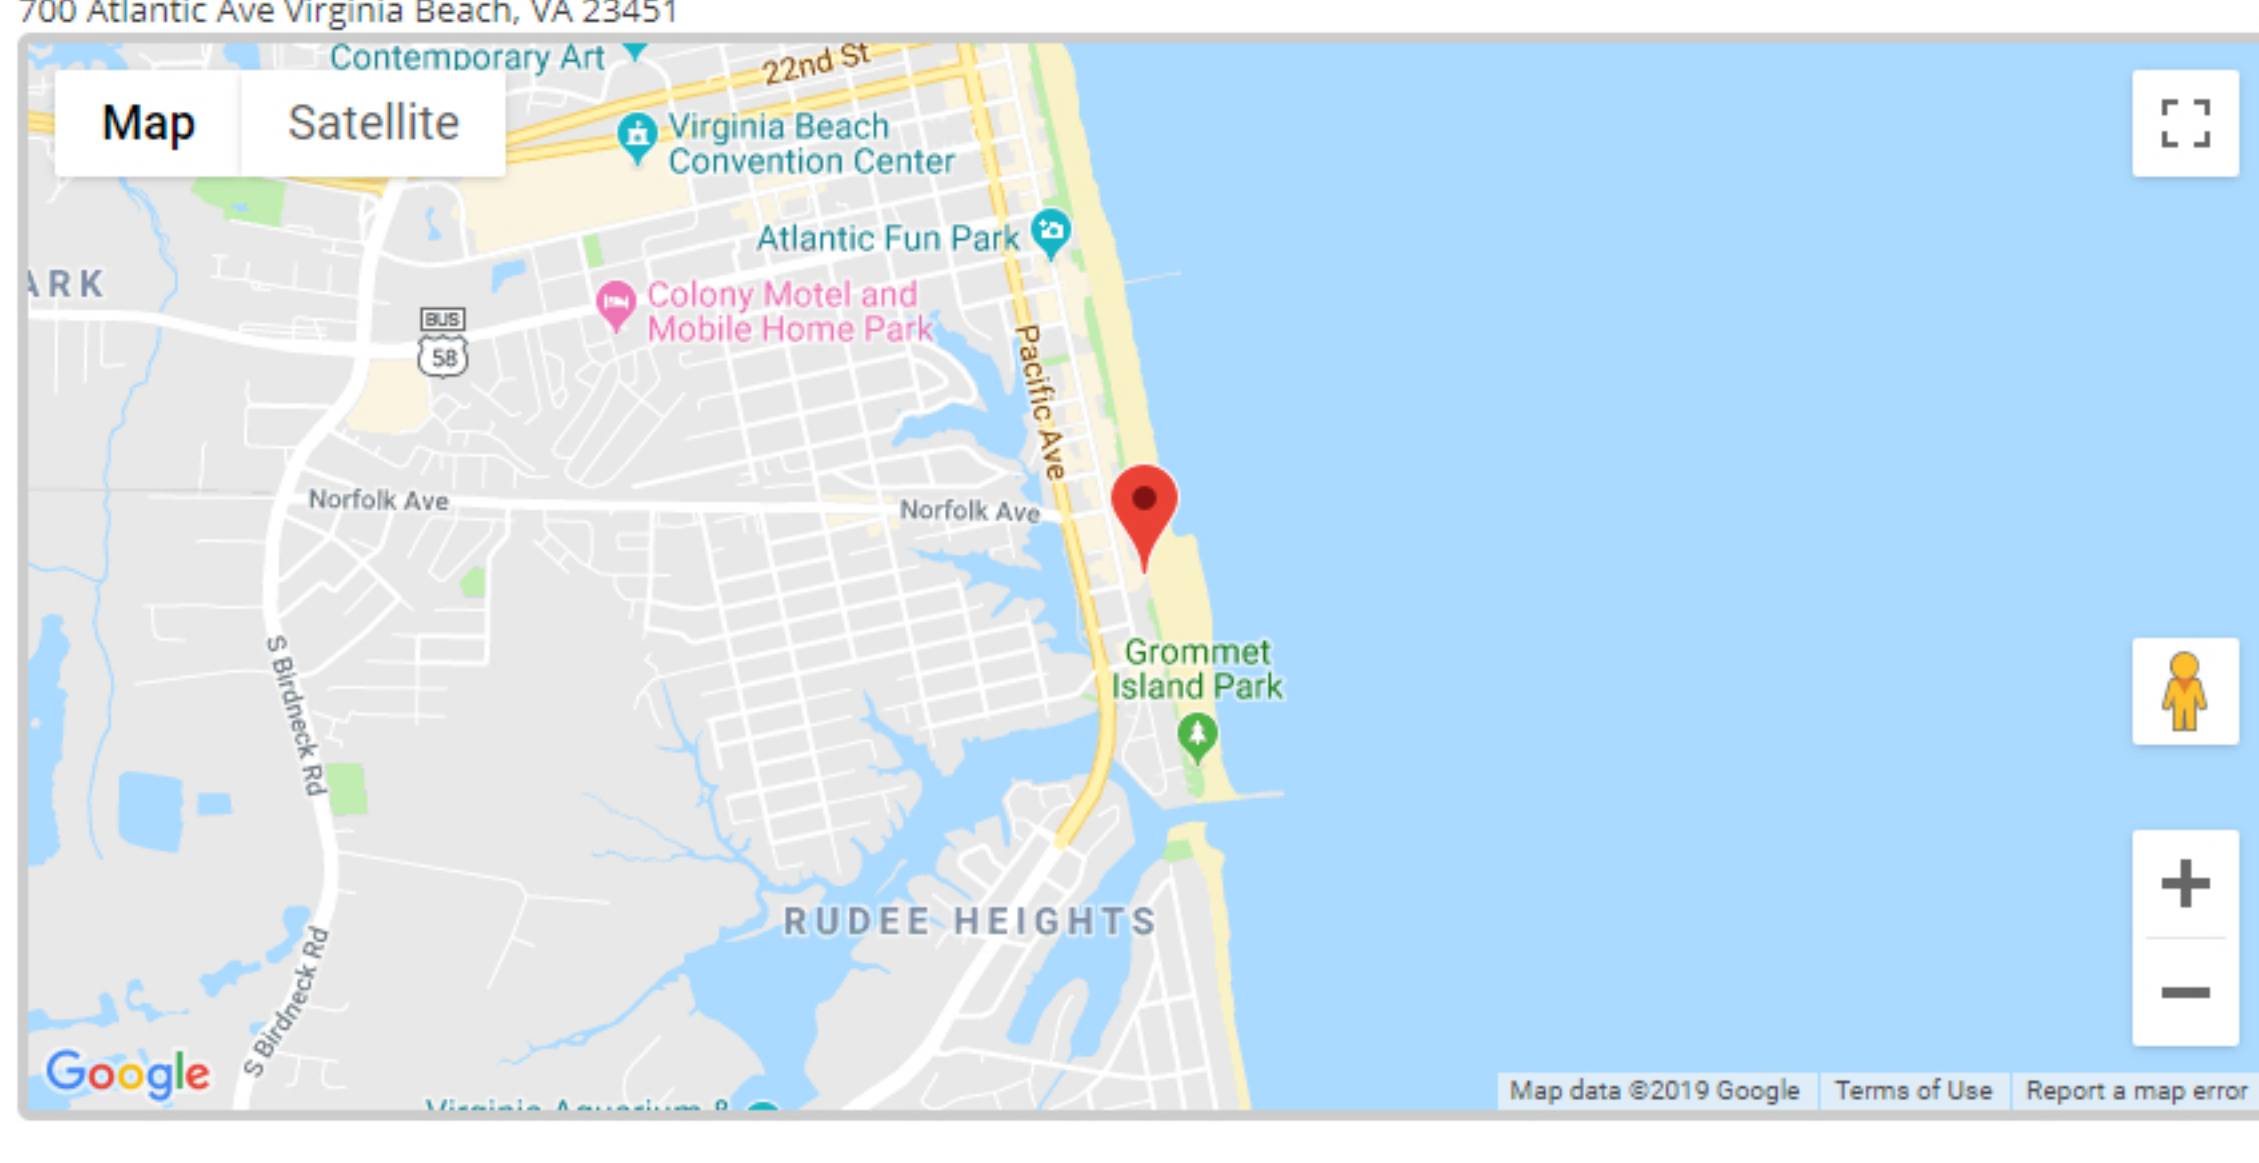 700 Atlantic Ave Virginia Beach, VA 23451
Contemporary Art
22nd St
Map
Satellite
Virginia Beach
Convention Center
Atlantic Fun Park
ARK
Colony Motel and
Mobile Home Park
BUS
58
Pacific Ave
Norfolk Ave
Norfolk Ave
S Birdneck Rd
Grommet
Island Park
RUDEE HEIGHTS
S Birdneck Rd
Google
Virginia Aquarium &
Map data ©2019 Google
Terms of Use
Report a map error